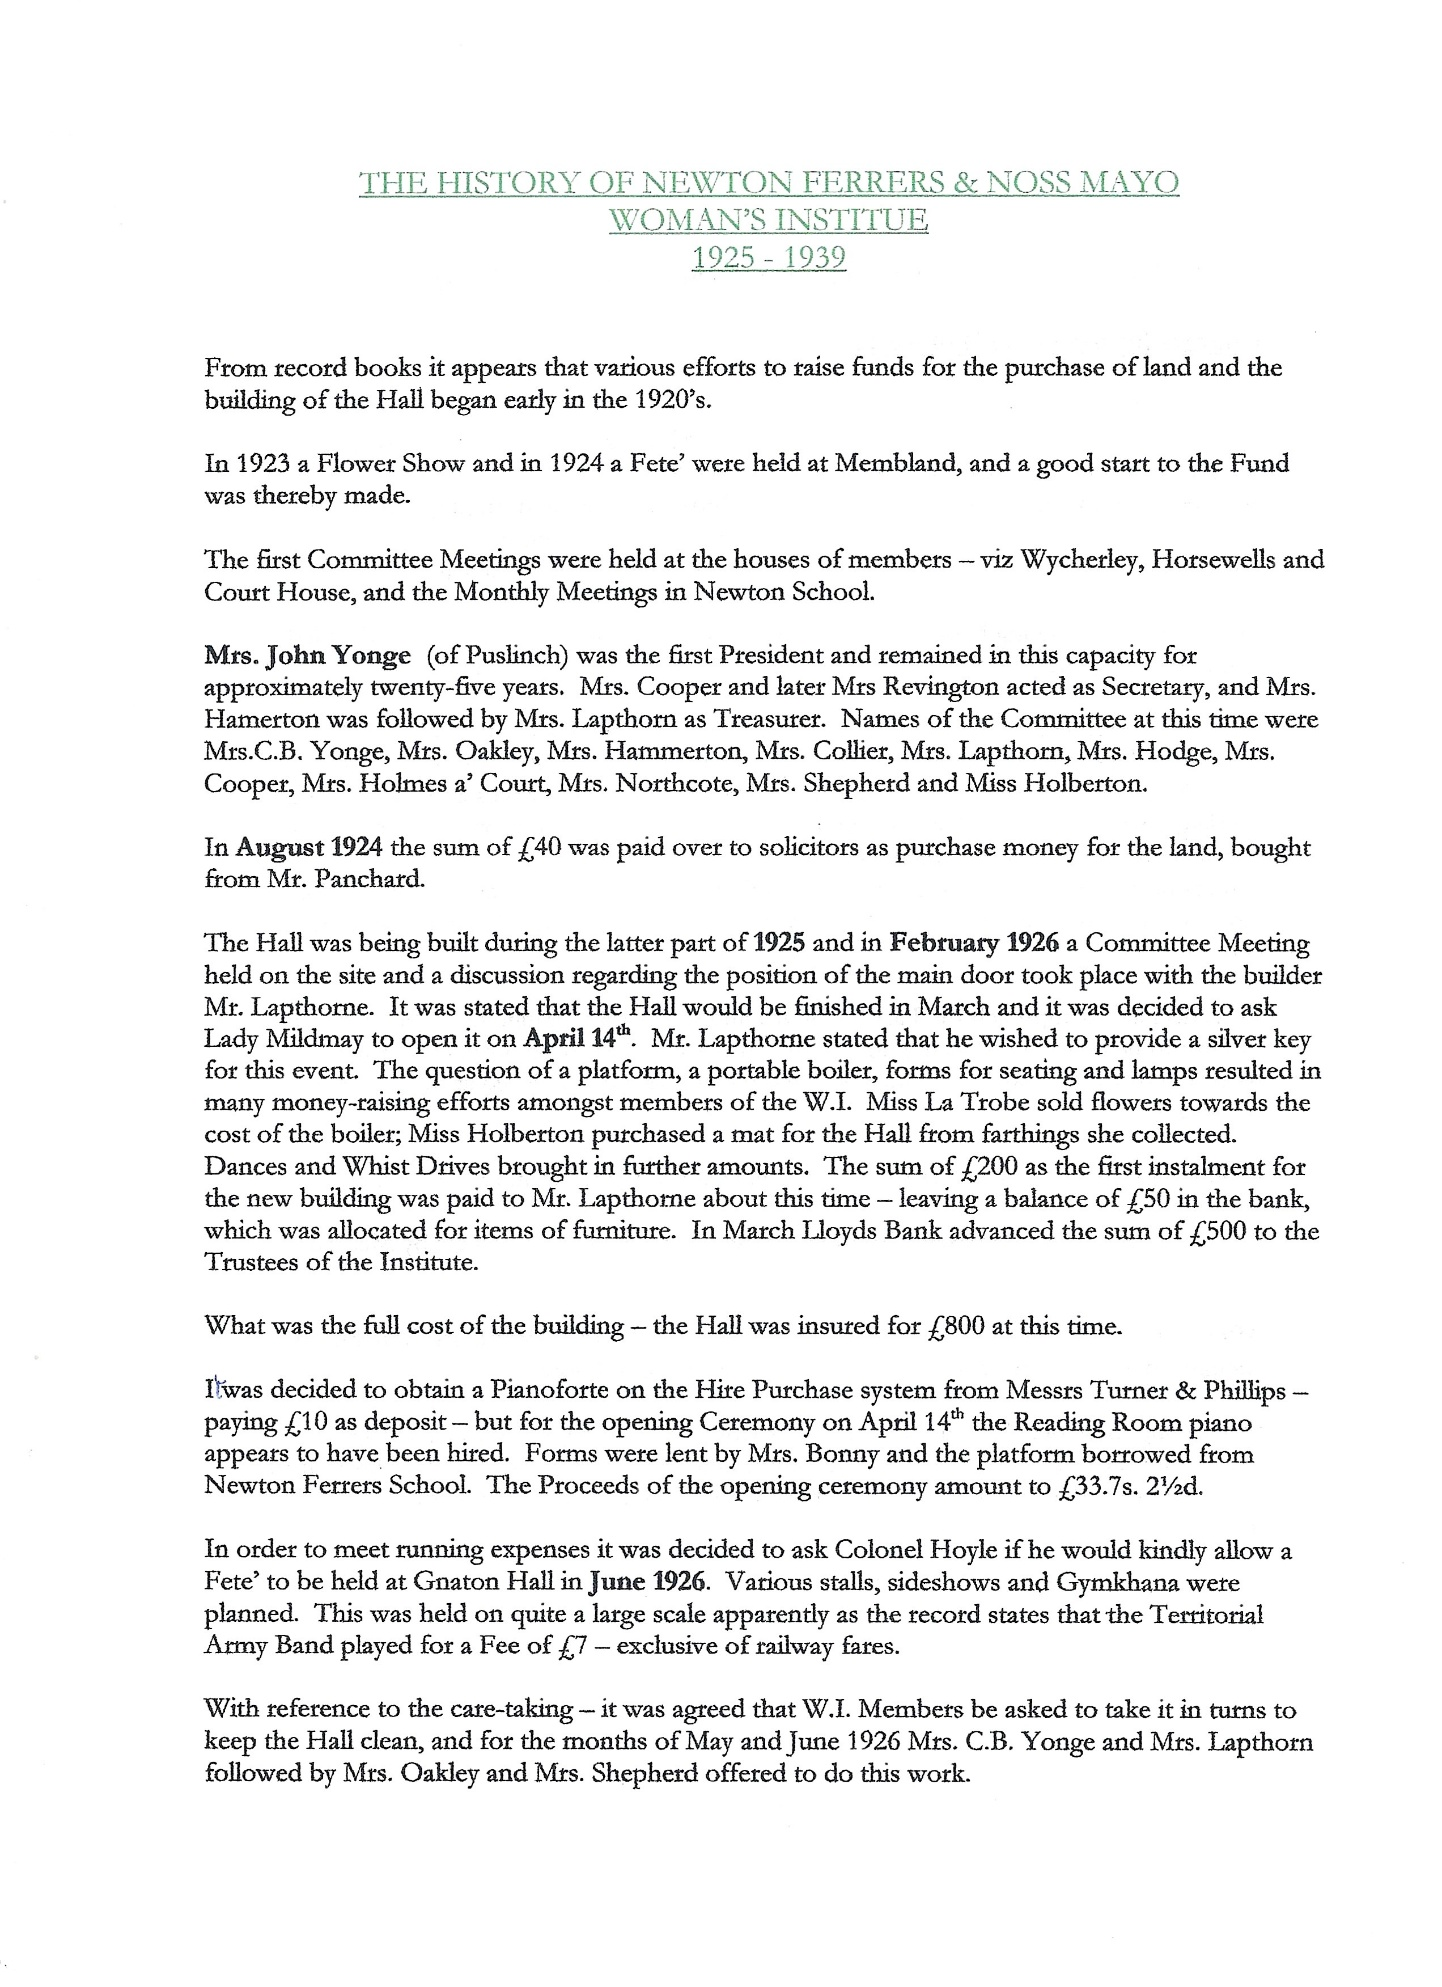 THE HISTORY OF NEWTON FERRERS & NOSS MAYO
WOMAN'S INSTITUE
1925 - 1939
From record books it appears that various efforts to raise funds for the purchase of land and the
building of the Hall began early in the 1920's.
In 1923 a Flower Show and in 1924 a Fete' were held at Membland, and a good start to the Fund
was thereby made.
The first Committee Meetings were held at the houses of members – viz Wycherley, Horsewells and
Court House, and the Monthly Meetings in Newton School.
Mrs. John Yonge (of Puslinch) was the first President and remained in this capacity for
approximately twenty-five years. Mrs. Cooper and later Mrs Revington acted as Secretary, and Mrs.
Hamerton was followed by Mrs. Lapthorn as Treasurer. Names of the Committee at this time were
Mrs.C.B. Yonge, Mrs. Oakley, Mrs. Hammerton, Mrs. Collier, Mrs. Lapthorn, Mrs. Hodge, Mrs.
Cooper, Mrs. Holmes a' Court, Mrs. Northcote, Mrs. Shepherd and Miss Holberton.
In August 1924 the sum of £40 was paid over to solicitors as purchase money for the land, bought
from Mr. Panchard.
The Hall was being built during the latter part of 1925 and in February 1926 a Committee Meeting
held on the site and a discussion regarding the position of the main door took place with the builder
Mr. Lapthorne. It was stated that the Hall would be finished in March and it was decided to ask
Lady Mildmay to open it on April 14th. Mr. Lapthorne stated that he wished to provide a silver key
for this event. The question of a platform, a portable boiler, forms for seating and lamps resulted in
many money-raising efforts amongst members of the W.I. Miss La Trobe sold flowers towards the
cost of the boiler; Miss Holberton purchased a mat for the Hall from farthings she collected.
Dances and Whist Drives brought in further amounts. The sum of £200 as the first instalment for
the new building was paid to Mr. Lapthorne about this time – leaving a balance of £50 in the bank,
which was allocated for items of furniture. In March Lloyds Bank advanced the sum of £500 to the
Trustees of the Institute.
What was the full cost of the building – the Hall was insured for £800 at this time.
It was decided to obtain a Pianoforte on the Hire Purchase system from Messrs Turner & Phillips –
paying £10 as deposit – but for the opening Ceremony on April 14th the Reading Room piano
appears to have been hired. Forms were lent by Mrs. Bonny and the platform borrowed from
Newton Ferrers School. The Proceeds of the opening ceremony amount to £33.7s. 2½d.
In order to meet running expenses it was decided to ask Colonel Hoyle if he would kindly allow a
Fete' to be held at Gnaton Hall in June 1926. Various stalls, sideshows and Gymkhana were
planned. This was held on quite a large scale apparently as the record states that the Territorial
Army Band played for a Fee of £7 – exclusive of railway fares.
With reference to the care-taking – it was agreed that W.I. Members be asked to take it in turns to
keep the Hall clean, and for the months of May and June 1926 Mrs. C.B. Yonge and Mrs. Lapthorn
followed by Mrs. Oakley and Mrs. Shepherd offered to do this work.